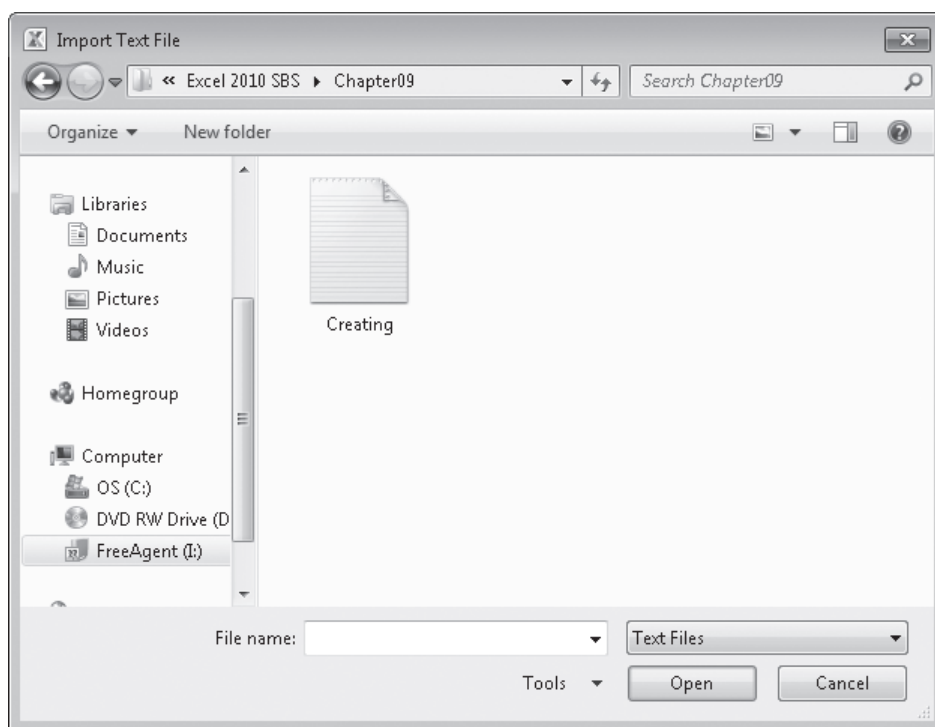 Import Text File
« Excel 2010 SBS ▸ Chapter09
Search Chapter09
Organize
New folder
Libraries
Documents
Music
Pictures
Videos
Homegroup
Computer
OS (C:)
DVD RW Drive (D
FreeAgent (I:)
Creating
File name:
Text Files
Tools
Open
Cancel